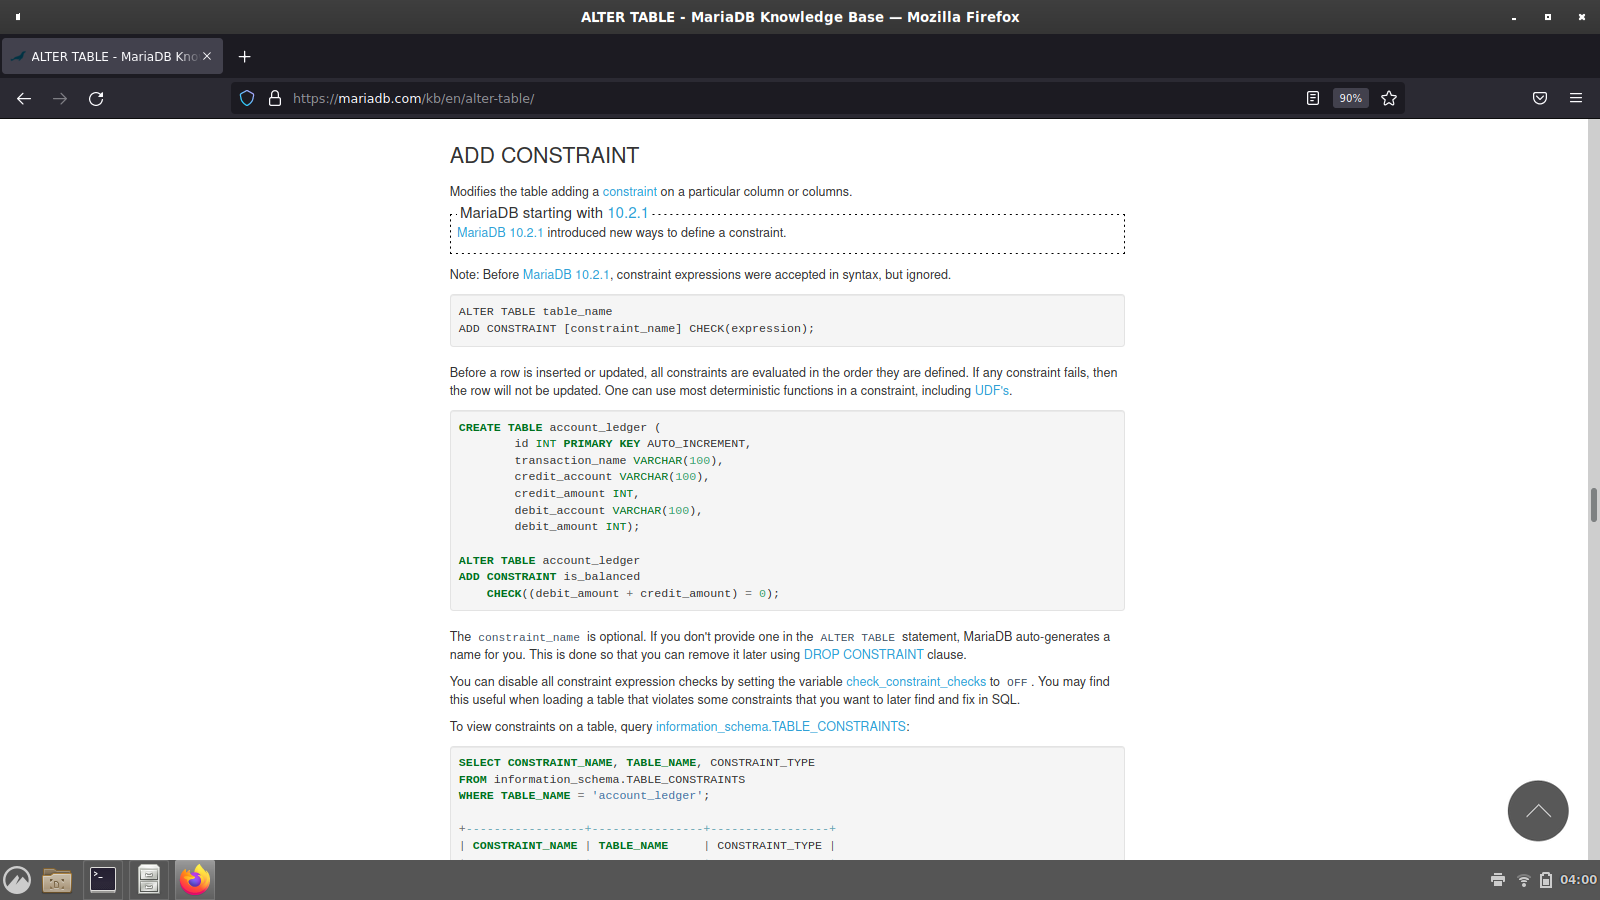 ALTER TABLE - MariaDB Knowledge Base — Mozilla Firefox
ALTER TABLE - MariaDB Kno
https://mariadb.com/kb/en/alter-table/
90%
ADD CONSTRAINT
Modifies the table adding a constraint on a particular column or columns.
MariaDB starting with 10.2.1
MariaDB 10.2.1 introduced new ways to define a constraint.
Note: Before MariaDB 10.2.1, constraint expressions were accepted in syntax, but ignored.
ALTER TABLE table_name
ADD CONSTRAINT [constraint_name] CHECK(expression);
Before a row is inserted or updated, all constraints are evaluated in the order they are defined. If any constraint fails, then
the row will not be updated. One can use most deterministic functions in a constraint, including UDF's.
CREATE TABLE account_ledger (
id INT PRIMARY KEY AUTO_INCREMENT,
transaction_name VARCHAR(100),
credit_account VARCHAR(100),
credit_amount INT,
debit_account VARCHAR(100),
debit_amount INT);
ALTER TABLE account_ledger
ADD CONSTRAINT is_balanced
CHECK((debit_amount + credit_amount) = 0);
The constraint_name is optional. If you don't provide one in the ALTER TABLE statement, MariaDB auto-generates a
name for you. This is done so that you can remove it later using DROP CONSTRAINT clause.
You can disable all constraint expression checks by setting the variable check_constraint_checks to OFF. You may find
this useful when loading a table that violates some constraints that you want to later find and fix in SQL.
To view constraints on a table, query information_schema.TABLE_CONSTRAINTS:
SELECT CONSTRAINT_NAME, TABLE_NAME, CONSTRAINT_TYPE
FROM information_schema.TABLE_CONSTRAINTS
WHERE TABLE_NAME = 'account_ledger';
+-----------------+----------------+-----------------+
| CONSTRAINT_NAME | TABLE_NAME     | CONSTRAINT_TYPE |
04:00